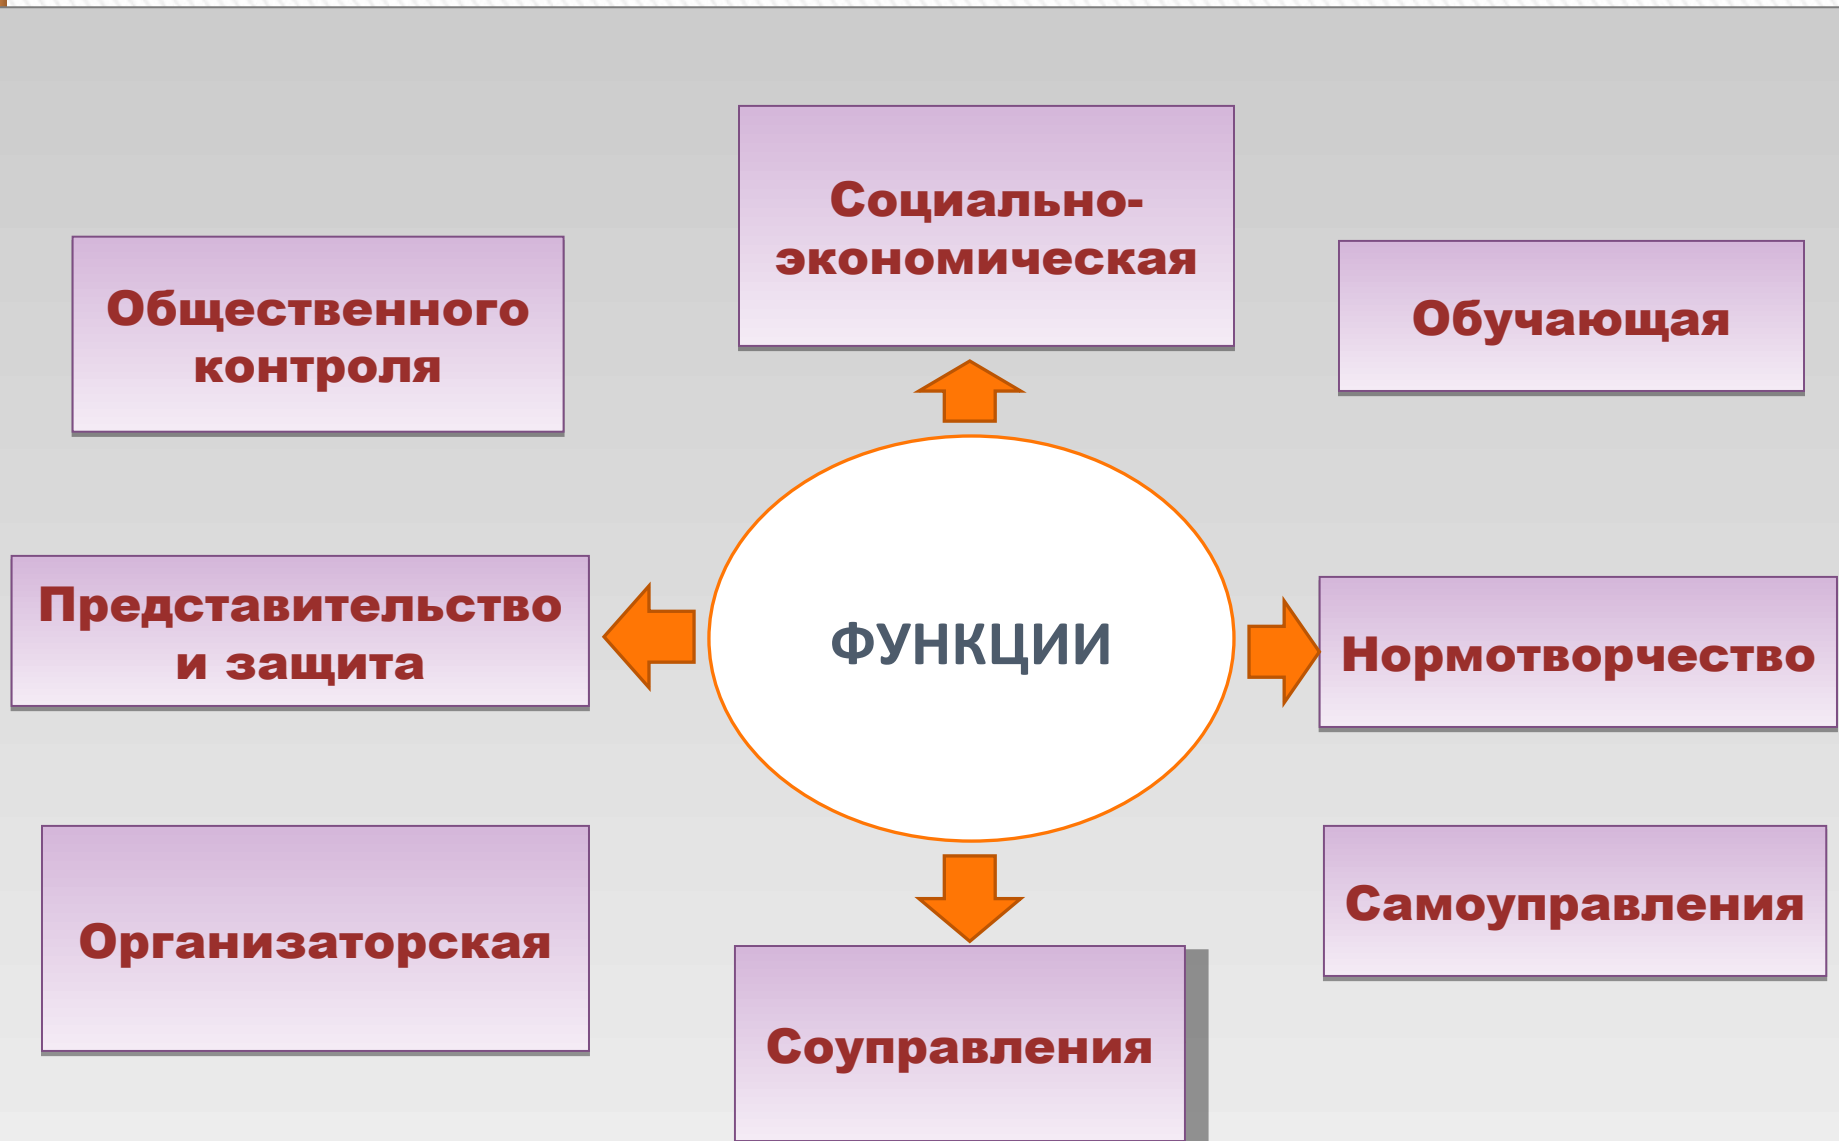 Социально-
экономическая
Общественного
контроля
Обучающая
Представительство
и защита
ФУНКЦИИ
Нормотворчество
Организаторская
Самоуправления
Соуправления